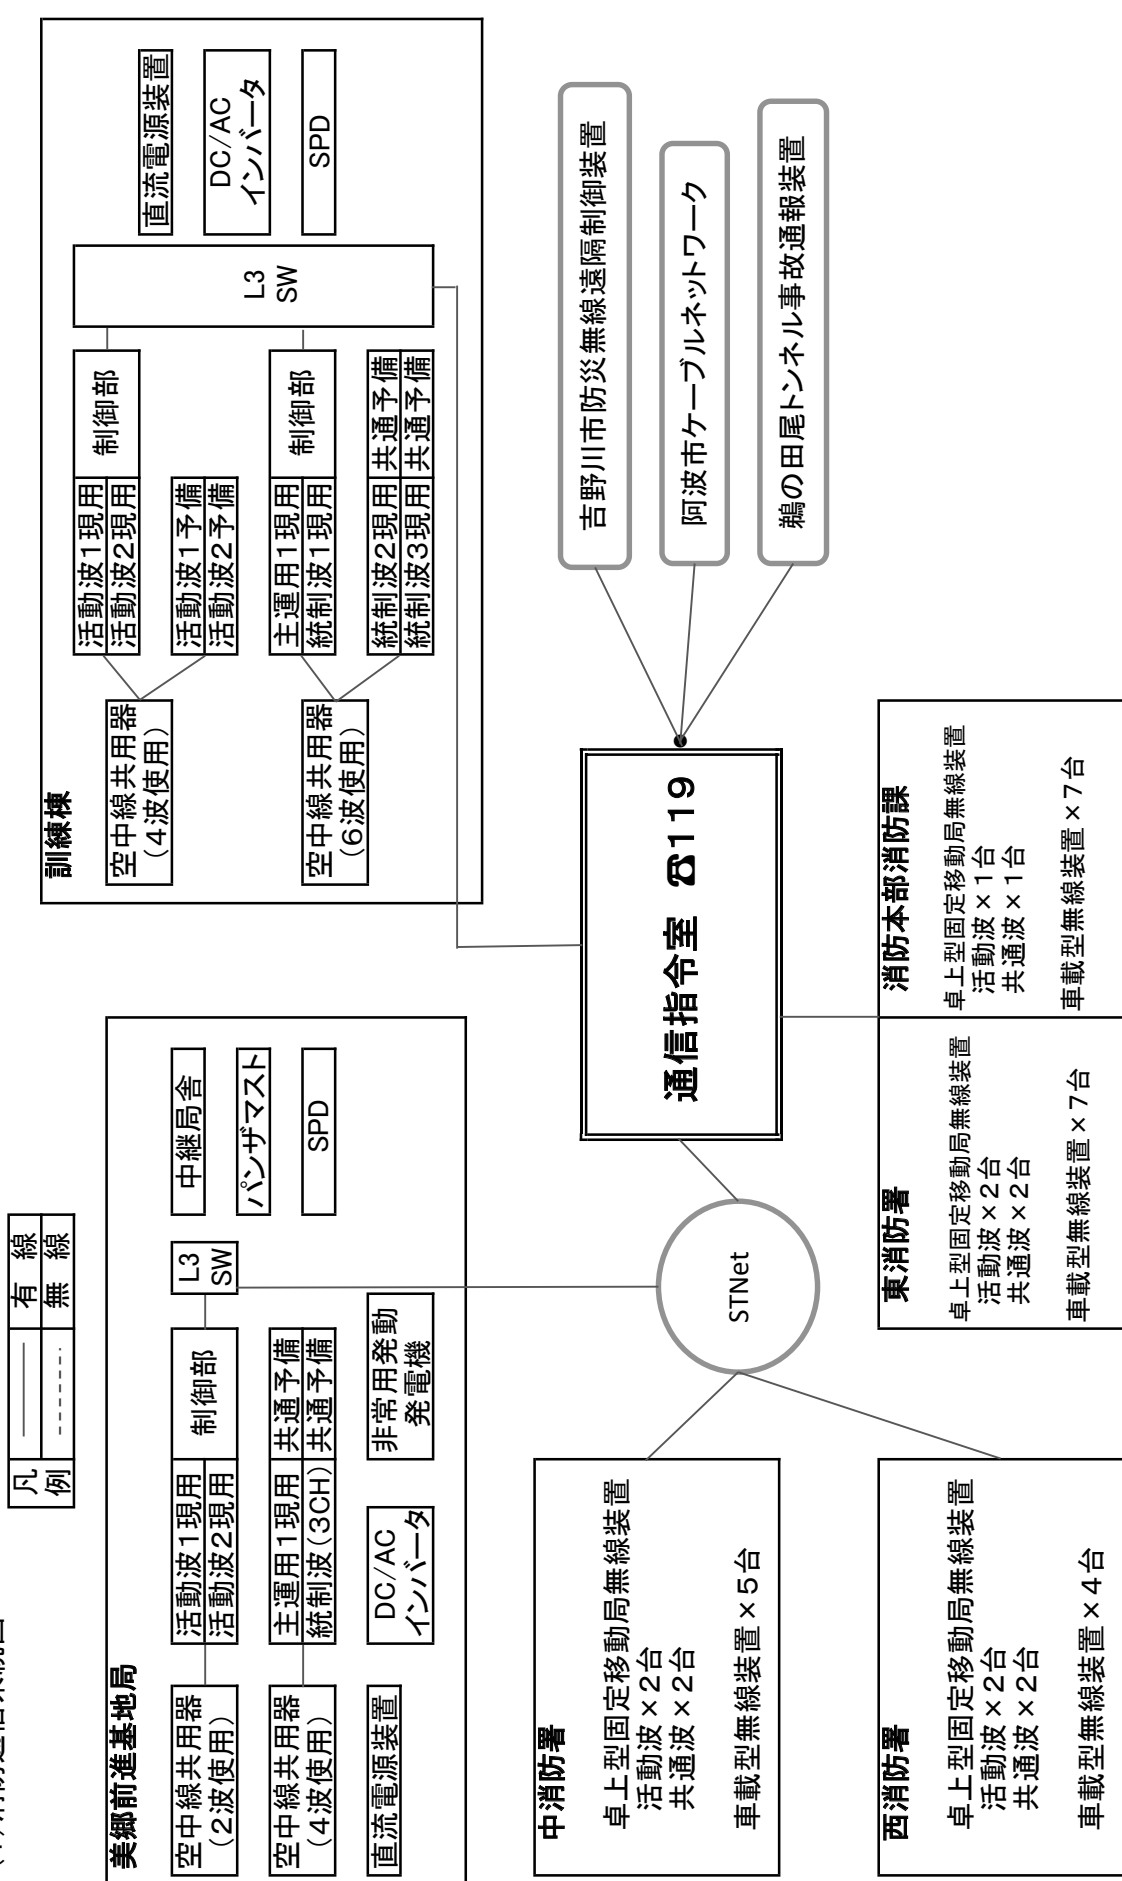 凡例
有線
無線
美郷前進基地局
空中線共用器
（2波使用）
活動波1現用
活動波2現用
制御部
L3
SW
中継局舎
空中線共用器
（4波使用）
主運用1現用
共通予備
統制波（3CH）
共通予備
パンザマスト
SPD
直流電源装置
DC/AC
インバータ
非常用発動
発電機
訓練棟
空中線共用器
（4波使用）
活動波1現用
活動波2現用
制御部
活動波1予備
活動波2予備
空中線共用器
（6波使用）
主運用1現用
統制波1現用
制御部
統制波2現用
共通予備
統制波3現用
共通予備
L3
SW
直流電源装置
DC/AC
インバータ
SPD
中消防署
卓上型固定移動局無線装置
活動波×2台
共通波×2台
車載型無線装置×5台
STNet
通信指令室 ☎119
吉野川市防災無線遠隔制御装置
阿波市ケーブルネットワーク
鵜の田尾トンネル事故通報装置
西消防署
卓上型固定移動局無線装置
活動波×2台
共通波×2台
車載型無線装置×4台
東消防署
卓上型固定移動局無線装置
活動波×2台
共通波×2台
車載型無線装置×7台
消防本部消防課
卓上型固定移動局無線装置
活動波×1台
共通波×1台
車載型無線装置×7台